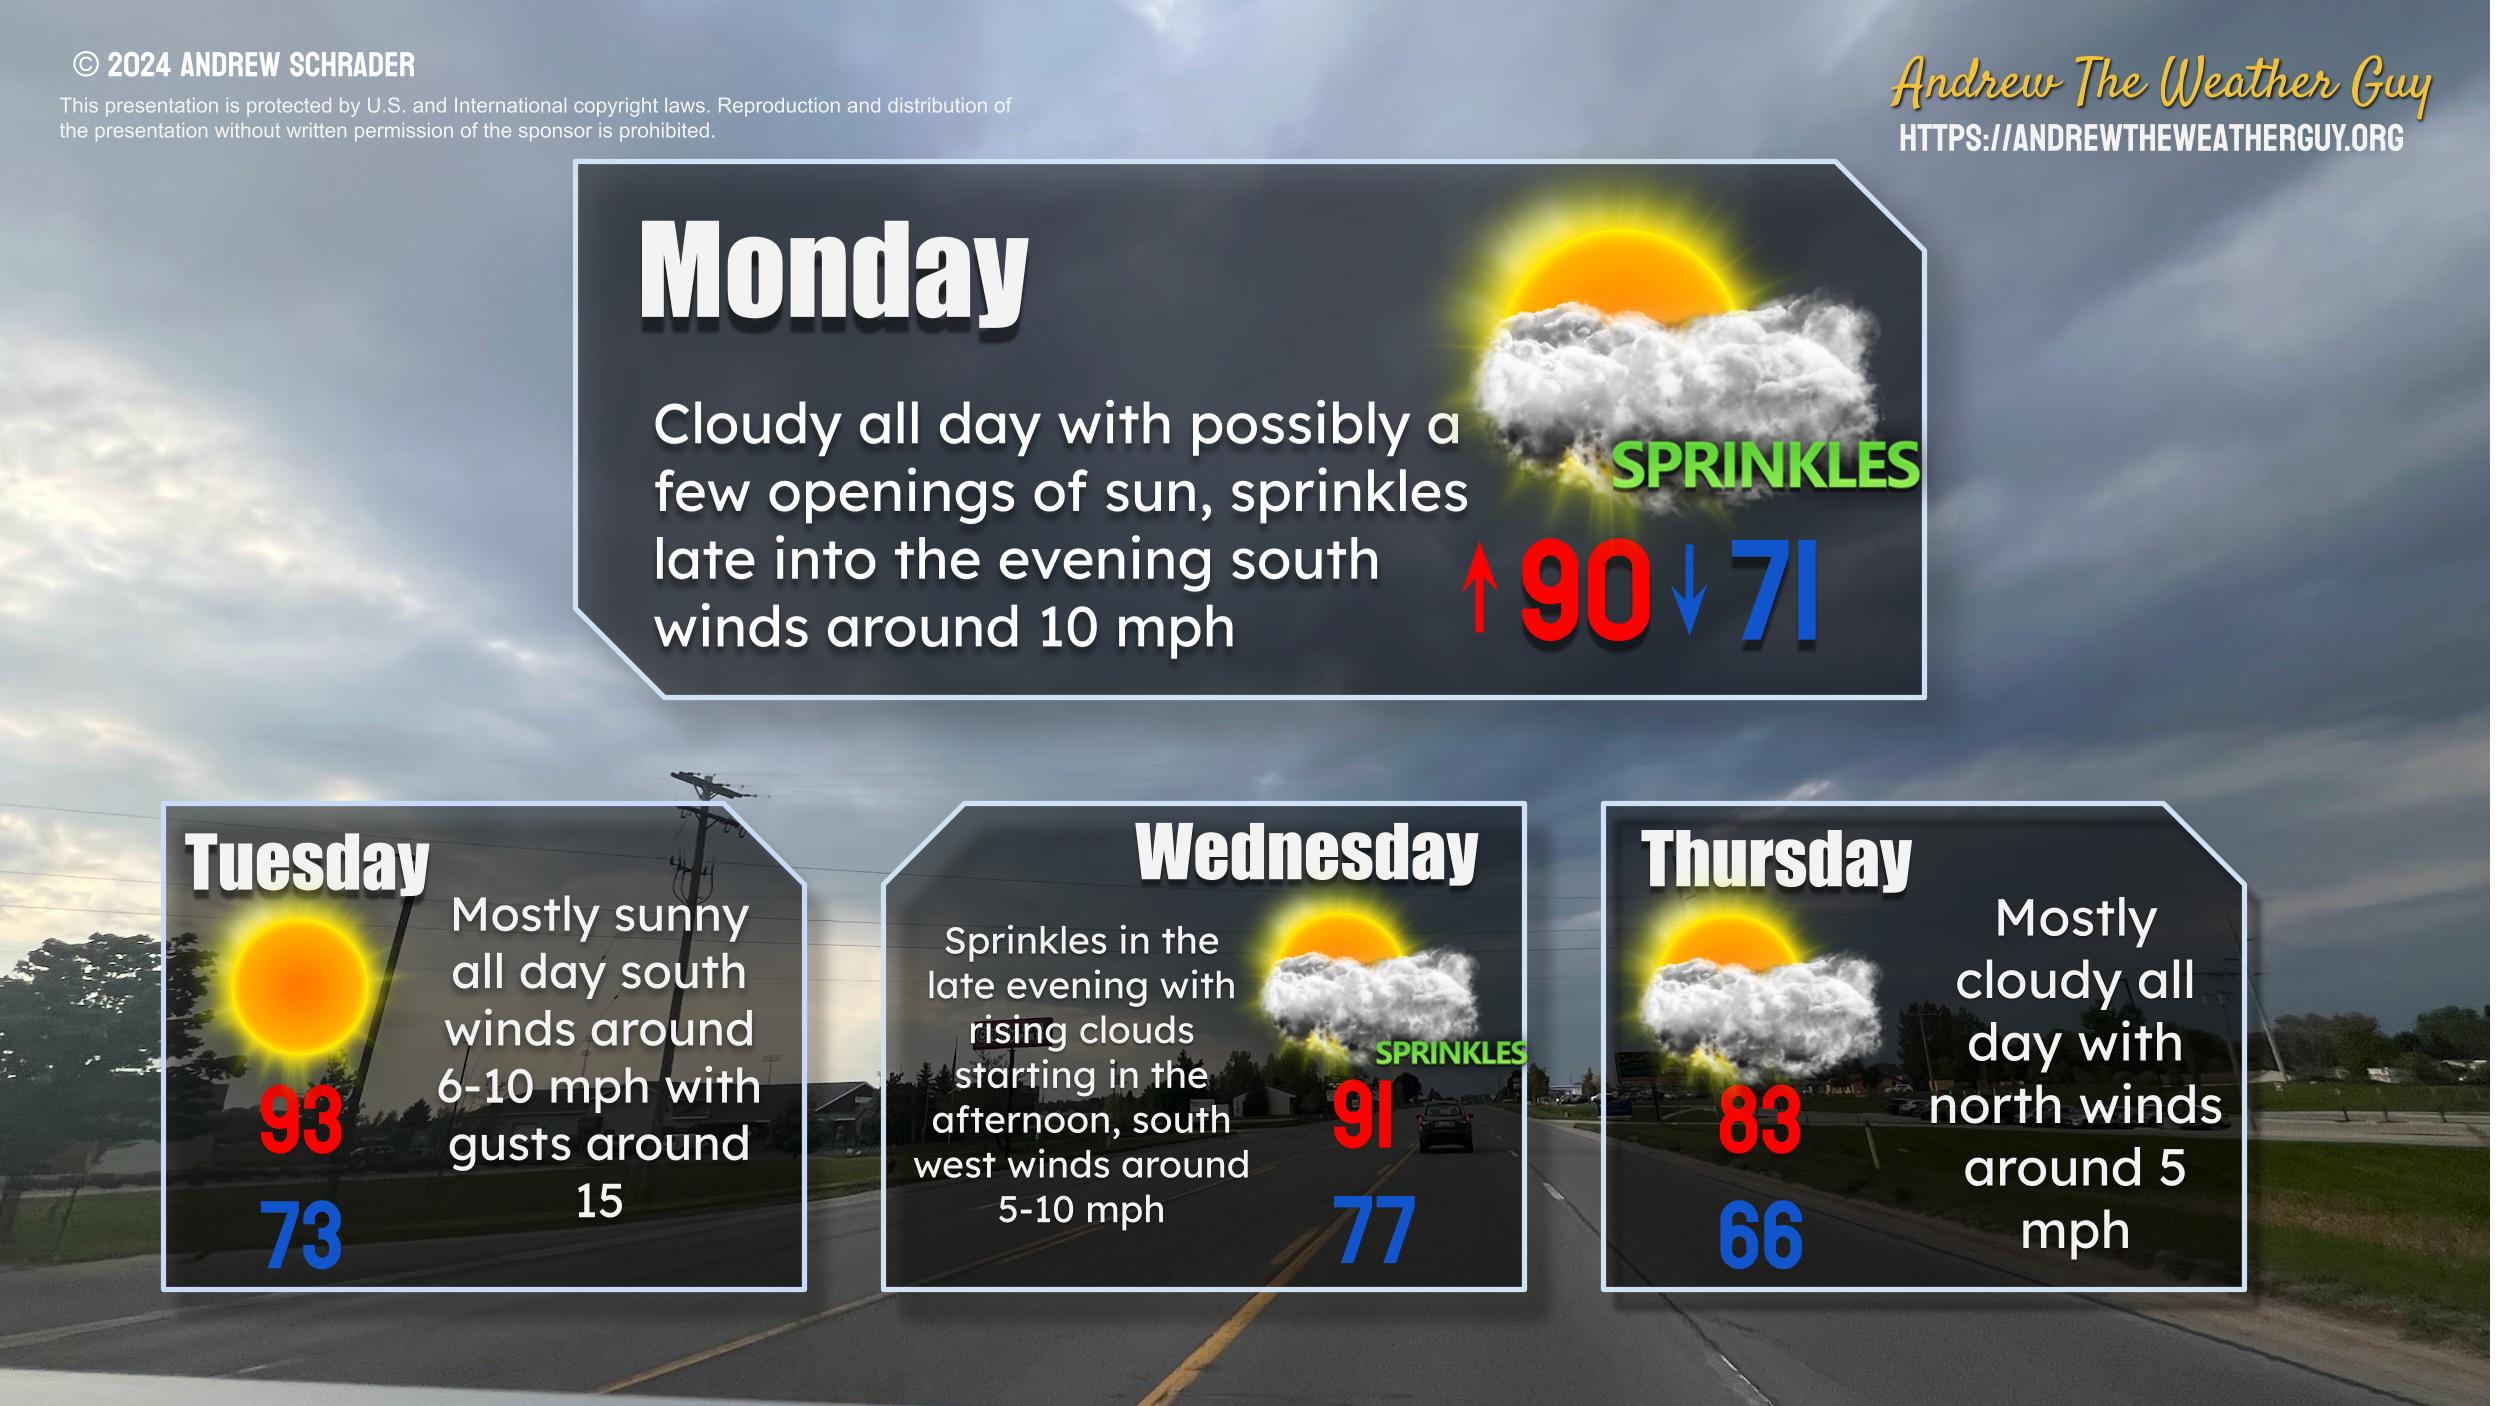 © 2024 ANDREW SCHRADER
This presentation is protected by U.S. and International copyright laws. Reproduction and distribution of
the presentation without written permission of the sponsor is prohibited.
Andrew The Weather Guy
HTTPS://ANDREWTHEWEATHERGUY.ORG
Monday
Cloudy all day with possibly a
few openings of sun, sprinkles
late into the evening south
winds around 10 mph
SPRINKLES
90 71
Tuesday
Mostly sunny
all day south
winds around
6-10 mph with
gusts around
15
93
73
Wednesday
Sprinkles in the
late evening with
rising clouds
starting in the
afternoon, south
west winds around
5-10 mph
SPRINKLES
91
77
Thursday
Mostly
cloudy all
day with
north winds
around 5
mph
83
66